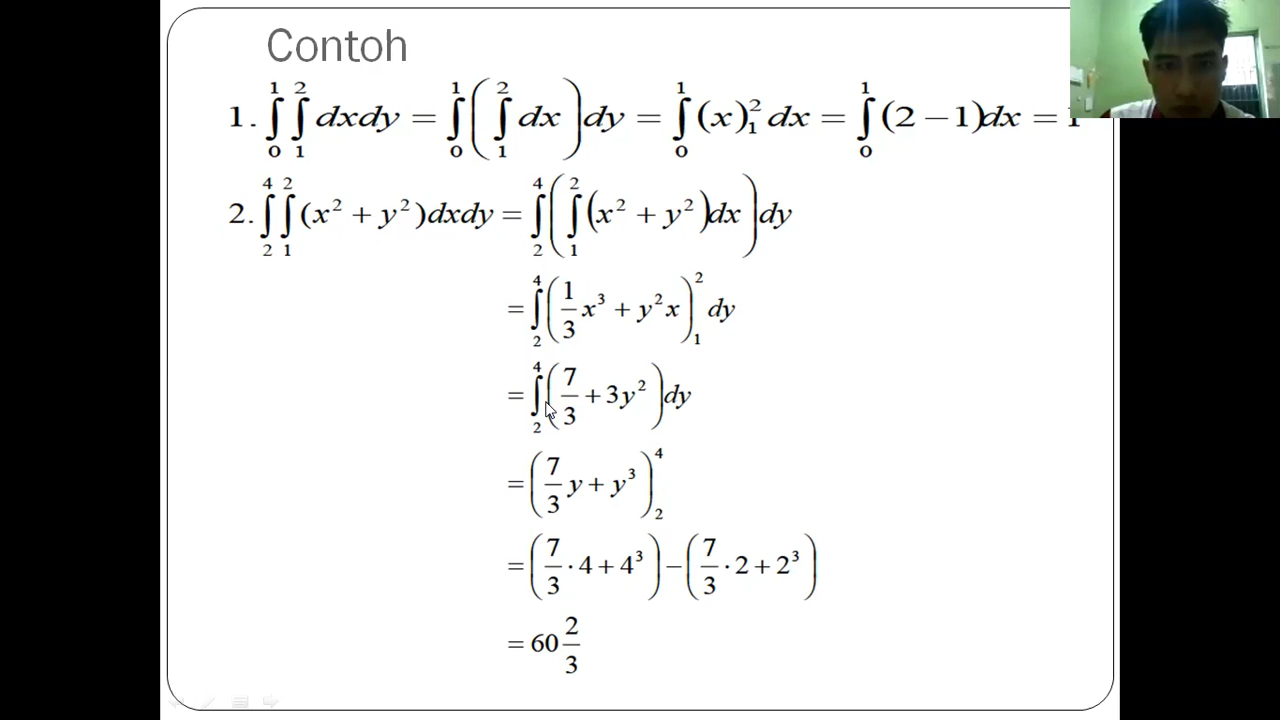 Contoh
1. ∫₀¹ ∫₁² dxdy = ∫₀¹ (∫₁² dx) dy = ∫₀¹ (x)₁² dx = ∫₀¹ (2 − 1)dx = 1
2. ∫₂⁴ ∫₁² (x² + y²)dxdy = ∫₂⁴ (∫₁² (x² + y²)dx) dy
= ∫₂⁴ (1/3 x³ + y²x)₁² dy
= ∫₂⁴ (7/3 + 3y²) dy
= (7/3 y + y³)₂⁴
= (7/3 · 4 + 4³) − (7/3 · 2 + 2³)
= 60 2/3